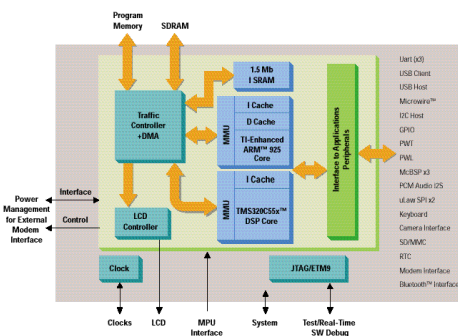 Program
Memory
SDRAM
1.5 Mb
I SRAM
Traffic
Controller
+DMA
MMU
I Cache
D Cache
TI-Enhanced
ARM™ 925
Core
MMU
I Cache
TMS320C55x™
DSP Core
LCD
Controller
Interface to Applications
Peripherals
Uart (x3)
USB Client
USB Host
Microwire™
I2C Host
GPIO
PWT
PWL
McBSP x3
PCM Audio I2S
uLaw SPI x2
Keyboard
Camera Interface
SD/MMC
RTC
Modem Interface
Bluetooth™ Interface
Power
Management
for External
Modem
Interface
Interface
Control
Clock
JTAG/ETM9
Clocks
LCD
MPU
Interface
System
Test/Real-Time
SW Debug